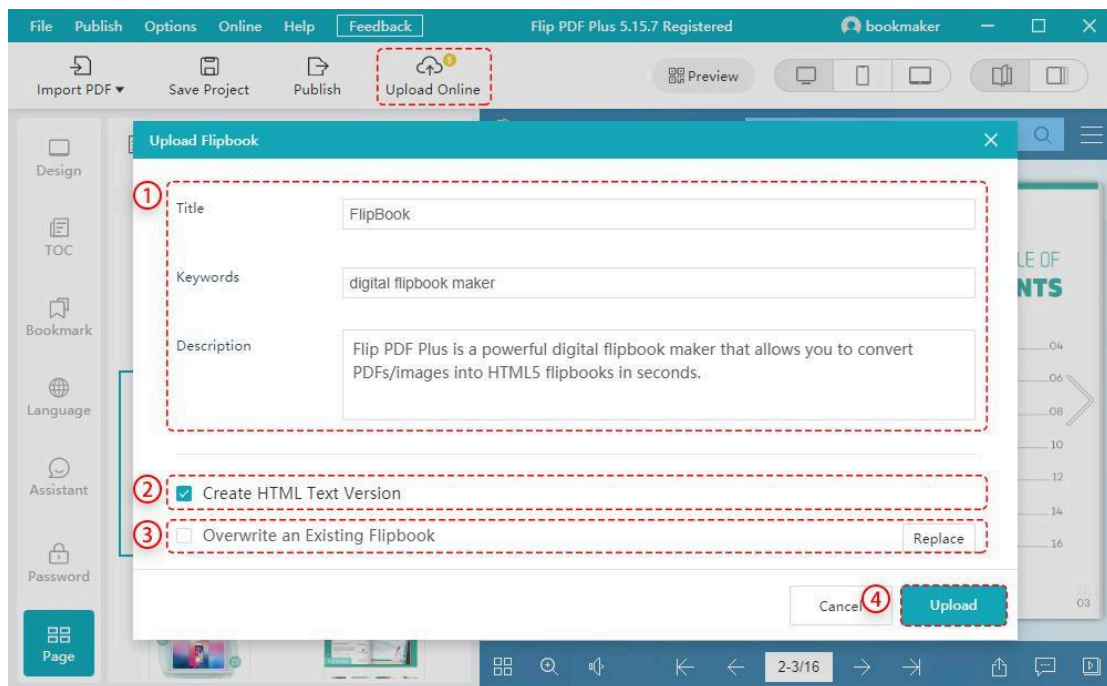 File Publish Options Online Help Feedback Flip PDF Plus 5.15.7 Registered bookmaker
Import PDF Save Project Publish Upload Online Preview
Design
TOC
Bookmark
Language
Assistant
Password
Page
Upload Flipbook
1
Title
FlipBook
Keywords
digital flipbook maker
Description
Flip PDF Plus is a powerful digital flipbook maker that allows you to convert
PDFs/images into HTML5 flipbooks in seconds.
2 Create HTML Text Version
3 Overwrite an Existing Flipbook Replace
Cancel 4 Upload
LE OF
NTS
04
06
08
10
12
14
16
03
2-3/16